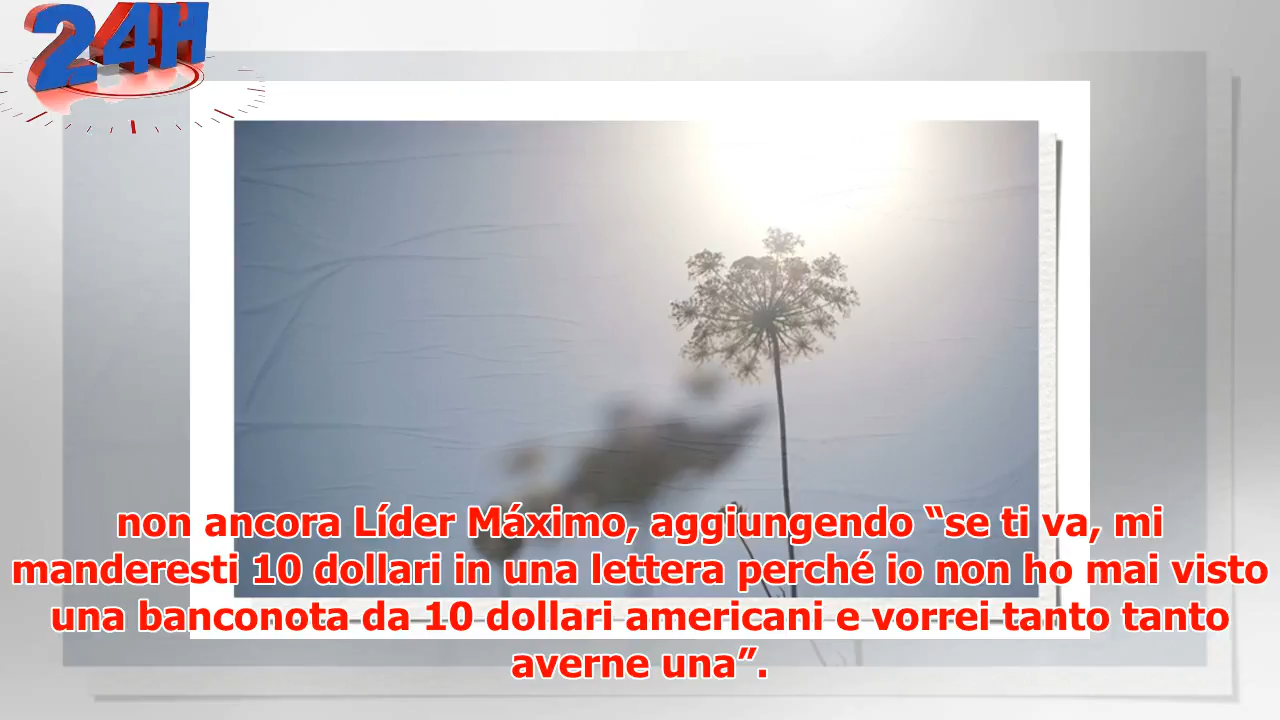 24H
non ancora Líder Máximo, aggiungendo “se ti va, mi
manderesti 10 dollari in una lettera perché io non ho mai visto
una banconota da 10 dollari americani e vorrei tanto tanto
averne una”.